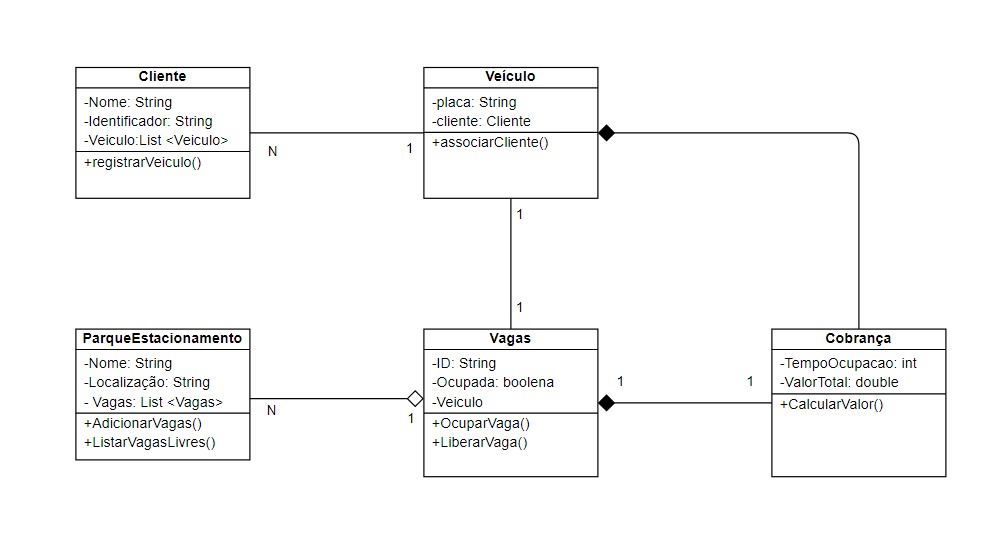 Cliente
-Nome: String
-Identificador: String
-Veiculo:List <Veiculo>
+registrarVeiculo()
N
1
Veículo
-placa: String
-cliente: Cliente
+associarCliente()
1
1
ParqueEstacionamento
-Nome: String
-Localização: String
- Vagas: List <Vagas>
+AdicionarVagas()
+ListarVagasLivres()
N
1
Vagas
-ID: String
-Ocupada: boolena
-Veiculo
+OcuparVaga()
+LiberarVaga()
1
1
Cobrança
-TempoOcupacao: int
-ValorTotal: double
+CalcularValor()